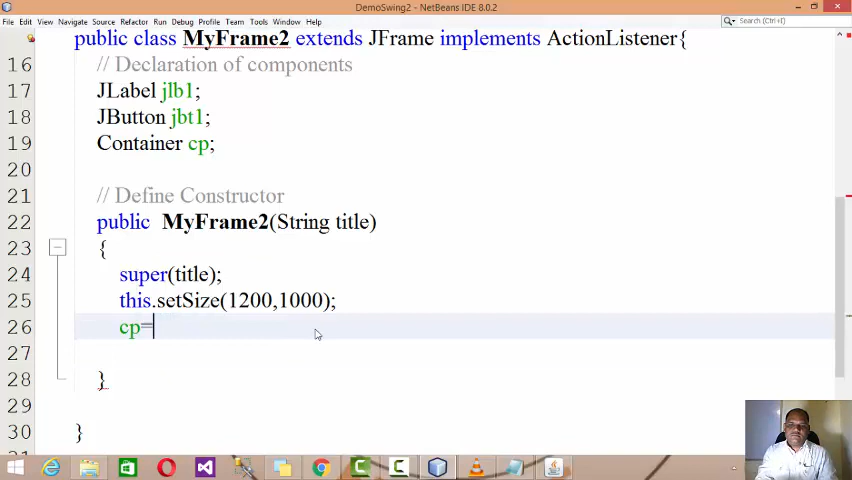 DemoSwing2 - NetBeans IDE 8.0.2
File Edit View Navigate Source Refactor Run Debug Profile Team Tools Window Help
Search (Ctrl+I)
public class MyFrame2 extends JFrame implements ActionListener{
16 // Declaration of components
17 JLabel jlb1;
18 JButton jbt1;
19 Container cp;
20
21 // Define Constructor
22 public MyFrame2(String title)
23 {
24 super(title);
25 this.setSize(1200,1000);
26 cp=
27
28 }
29
30 }